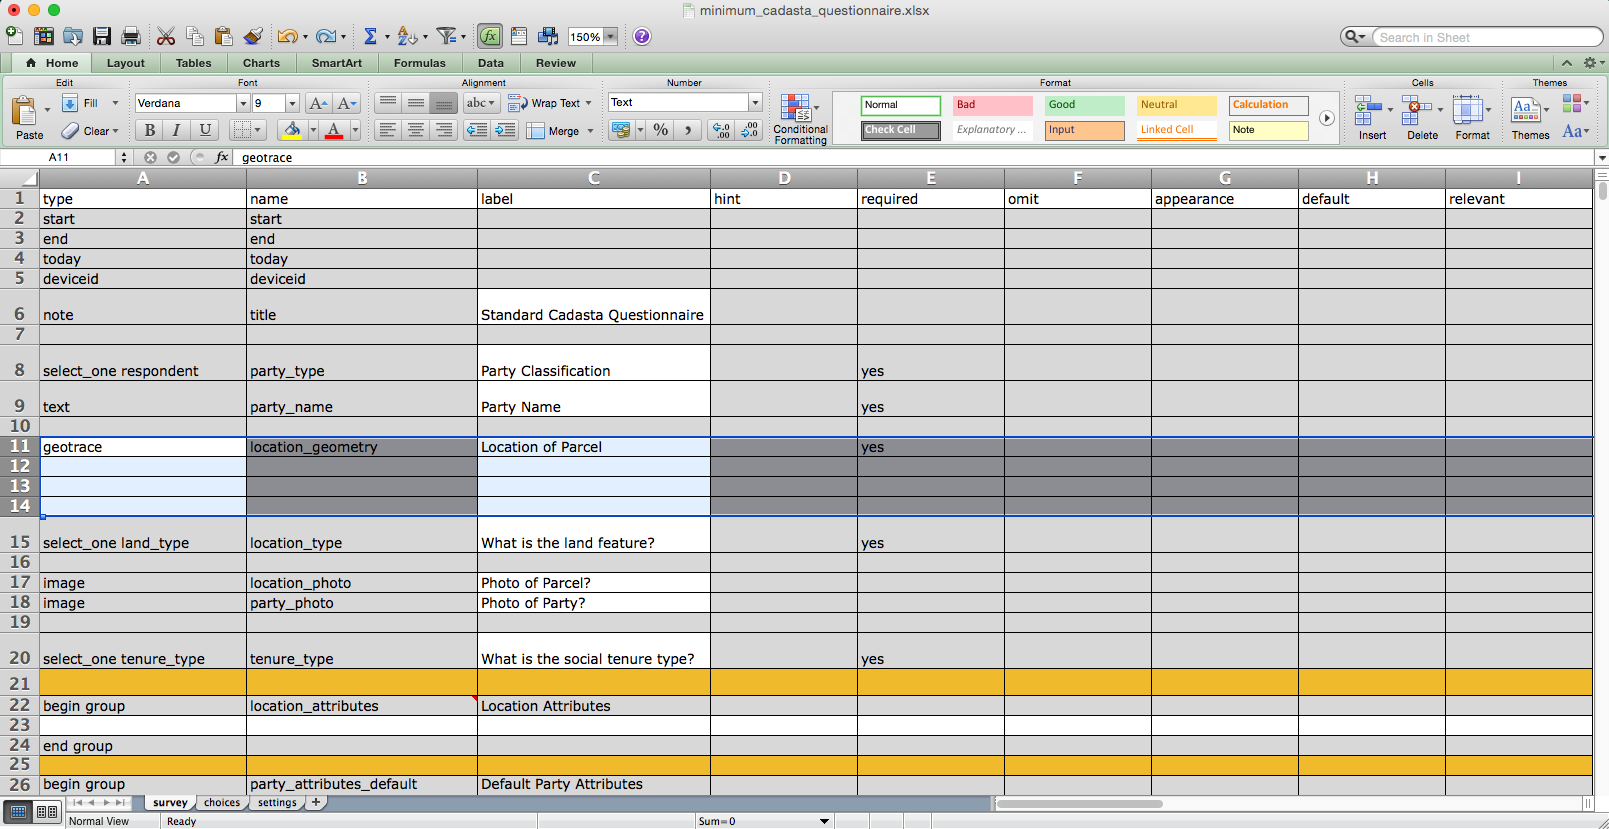 minimum_cadasta_questionnaire.xlsx
150% Search in Sheet
Home Layout Tables Charts SmartArt Formulas Data Review
Edit Font Alignment Number Format Cells Themes
Fill Verdana 9 A A abc Wrap Text Text Normal Bad Good Neutral Calculation Aa
Paste Clear B I U A Merge % Conditional Formatting Check Cell Explanatory ... Input Linked Cell Note Insert Delete Format Themes Aa
A11 fx geotrace
A B C D E F G H I
1 type name label hint required omit appearance default relevant
2 start start
3 end end
4 today today
5 deviceid deviceid
6 note title Standard Cadasta Questionnaire
7
8 select_one respondent party_type Party Classification yes
9 text party_name Party Name yes
10
11 geotrace location_geometry Location of Parcel yes
12
13
14
15 select_one land_type location_type What is the land feature? yes
16
17 image location_photo Photo of Parcel?
18 image party_photo Photo of Party?
19
20 select_one tenure_type tenure_type What is the social tenure type? yes
21
22 begin group location_attributes Location Attributes
23
24 end group
25
26 begin group party_attributes_default Default Party Attributes
survey choices settings +
Normal View Ready Sum=0